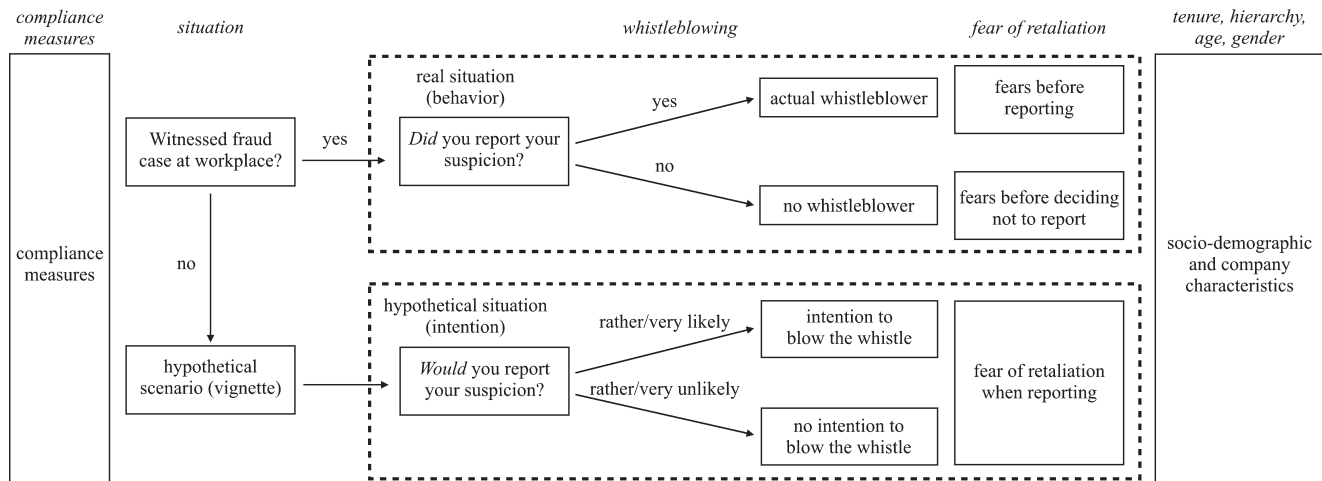 compliance
measures
situation
whistleblowing
fear of retaliation
tenure, hierarchy,
age, gender
compliance
measures
Witnessed fraud
case at workplace?
yes
no
hypothetical
scenario (vignette)
real situation
(behavior)
Did you report your
suspicion?
yes
no
actual whistleblower
no whistleblower
fears before
reporting
fears before deciding
not to report
hypothetical situation
(intention)
Would you report
your suspicion?
rather/very likely
rather/very unlikely
intention to
blow the whistle
no intention to
blow the whistle
fear of retaliation
when reporting
socio-demographic
and company
characteristics